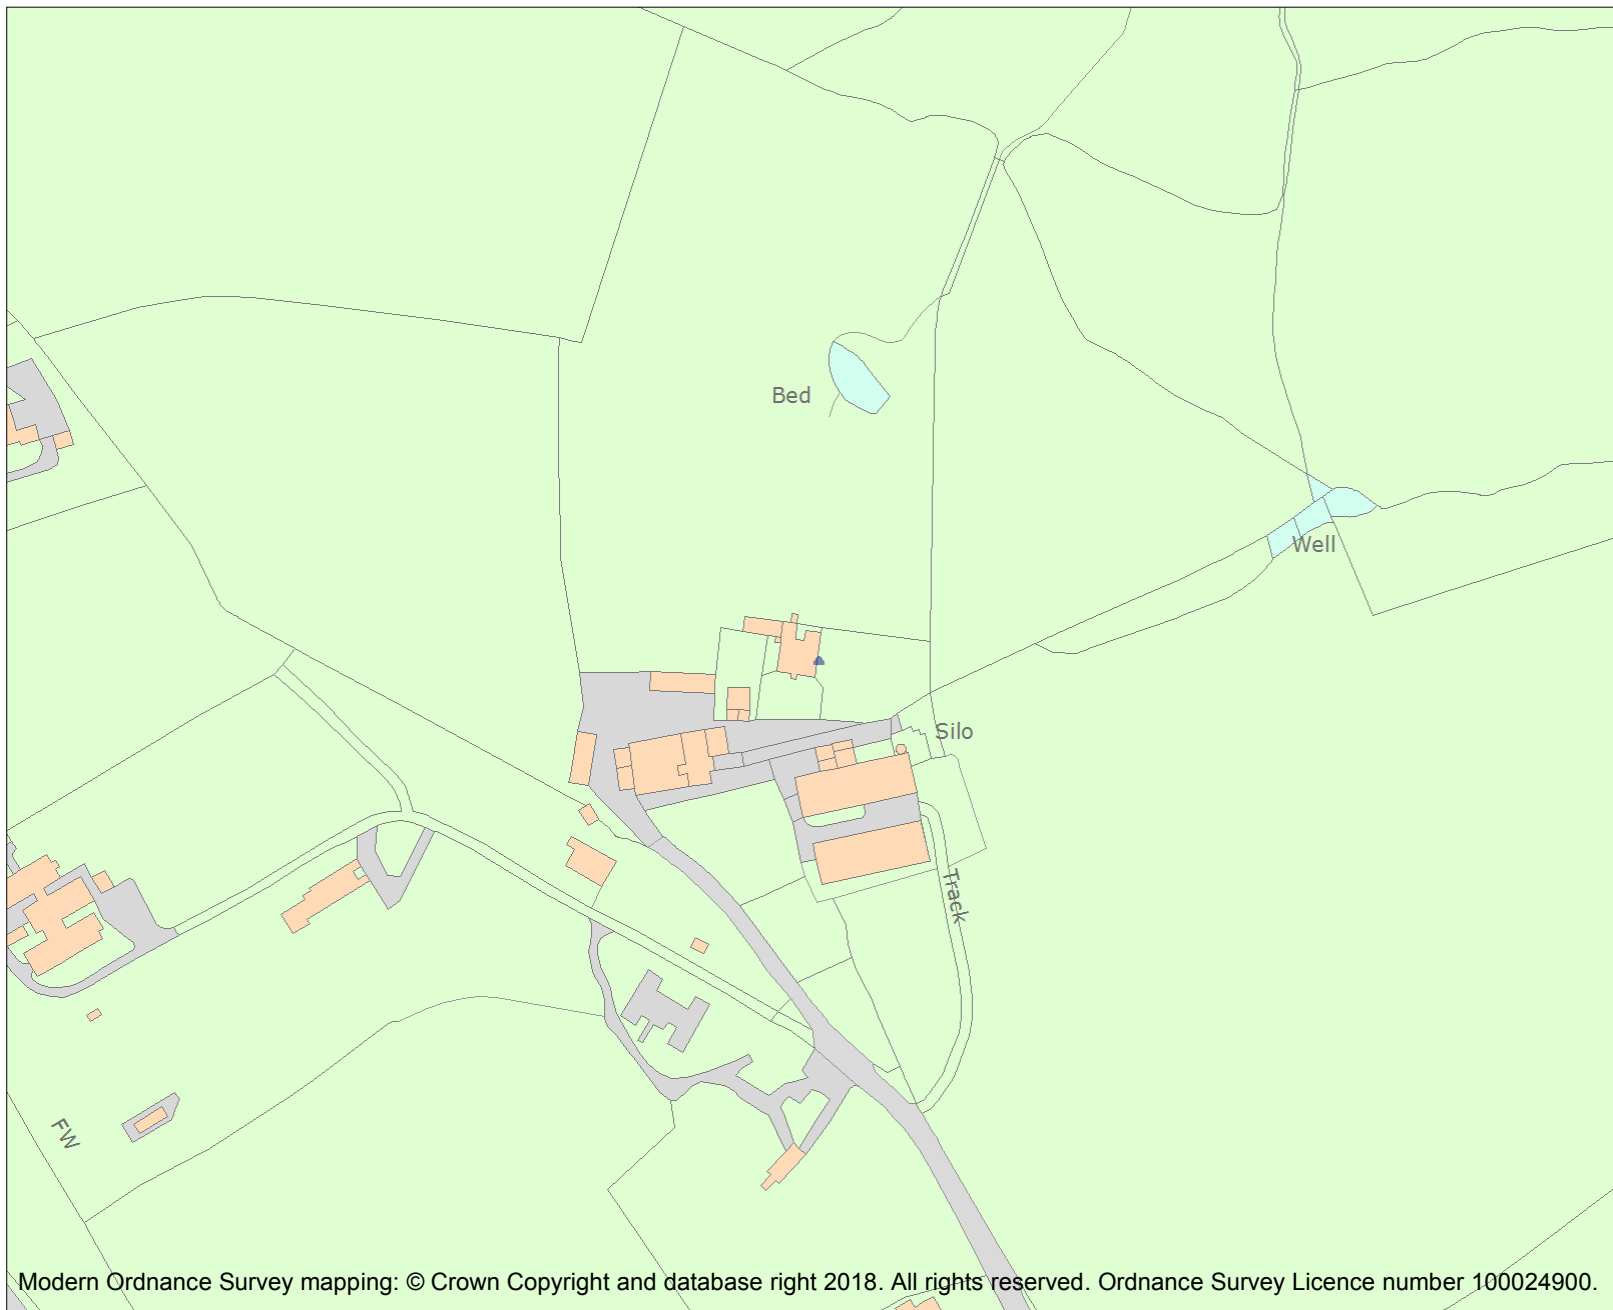 Bed
Well
Silo
Track
FW
Modern Ordnance Survey mapping: © Crown Copyright and database right 2018. All rights reserved. Ordnance Survey Licence number 100024900.